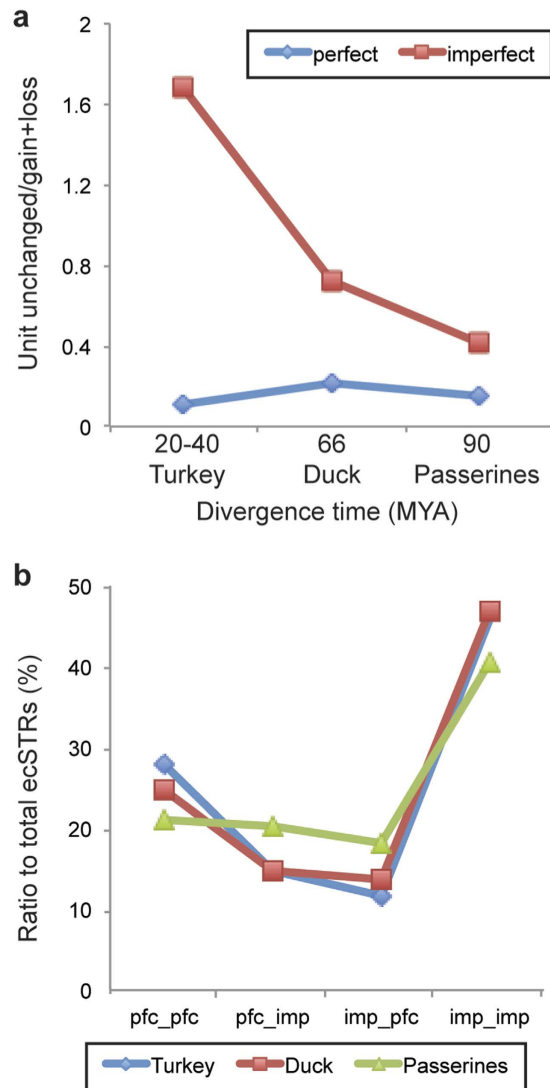 a
2
perfect imperfect
1.6
1.2
0.8
0.4
0
Unit unchanged/gain+loss
20-40 66 90
Turkey Duck Passerines
Divergence time (MYA)
b
50
40
30
20
10
0
Ratio to total ecSTRs (%)
pfc_pfc pfc_imp imp_pfc imp_imp
Turkey Duck Passerines